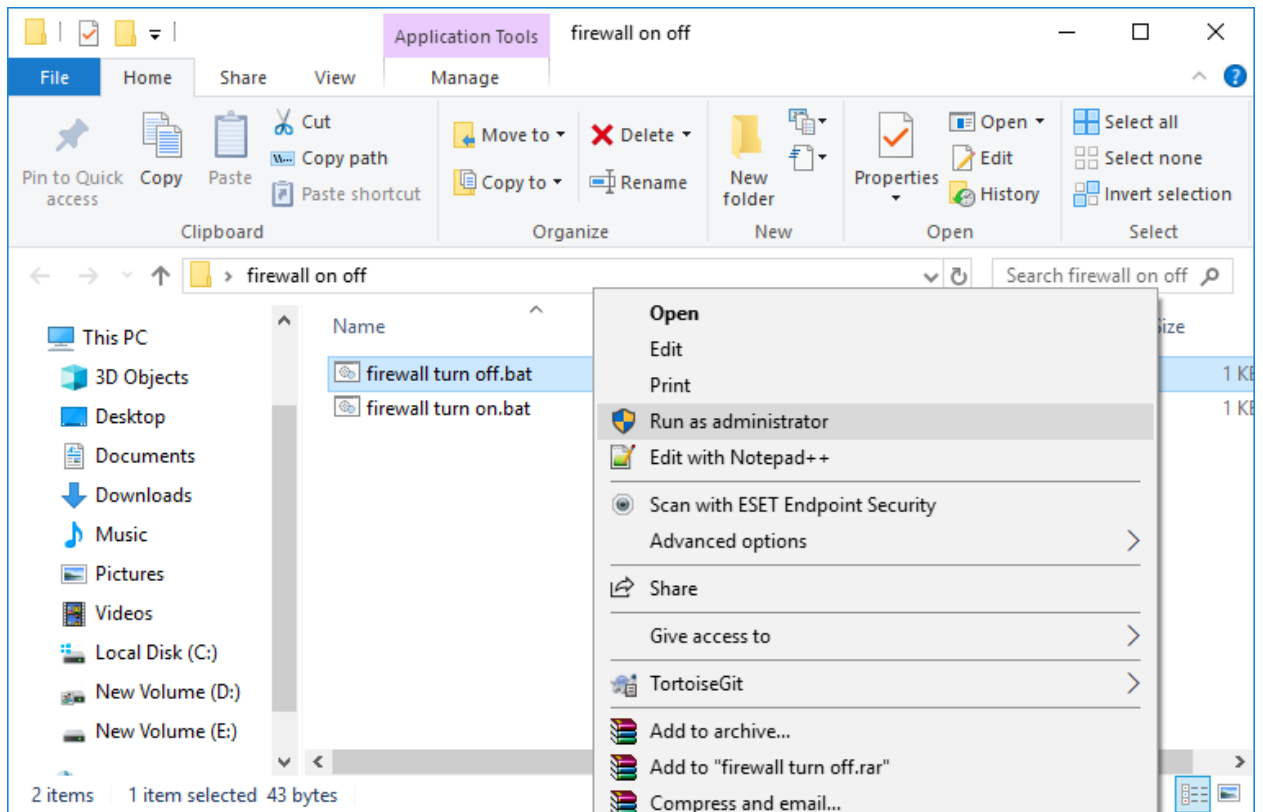 Application Tools
firewall on off
File
Home
Share
View
Manage
Pin to Quick
access
Copy
Paste
Cut
Copy path
Paste shortcut
Clipboard
Move to
Copy to
Delete
Rename
Organize
New
folder
New
Properties
Open
Edit
History
Open
Select all
Select none
Invert selection
Select
firewall on off
Search firewall on off
This PC
3D Objects
Desktop
Documents
Downloads
Music
Pictures
Videos
Local Disk (C:)
New Volume (D:)
New Volume (E:)
Name
firewall turn off.bat
1 KB
firewall turn on.bat
1 KB
Open
Edit
Print
Run as administrator
Edit with Notepad++
Scan with ESET Endpoint Security
Advanced options
Share
Give access to
TortoiseGit
Add to archive...
Add to "firewall turn off.rar"
Compress and email...
2 items
1 item selected 43 bytes